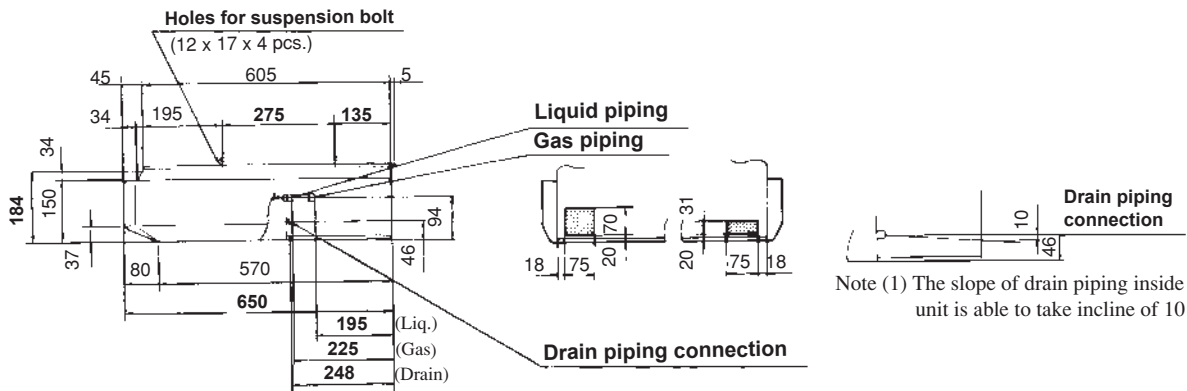 Holes for suspension bolt
(12 x 17 x 4 pcs.)
45
605
5
34
195
275
135
Liquid piping
Gas piping
34
184
150
37
94
46
80
570
650
195 (Liq.)
225 (Gas)
248 (Drain)
Drain piping connection
70
20
18
75
31
20
75
18
10
46
Drain piping
connection
Note (1) The slope of drain piping inside
unit is able to take incline of 10